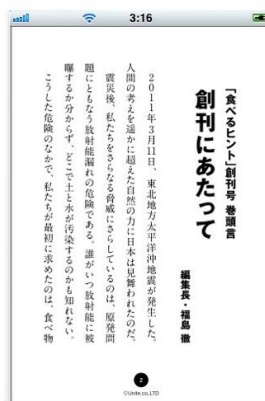 3:16
「食べるヒント」創刊号 巻頭言
創刊にあたって
編集長・福島 徹
2011年3月11日、東北地方太平洋沖地震が発生した。
人間の考えを遥かに超えた自然の力に日本は見舞われたのだ。
震災後、私たちをさらなる脅威にさらしているのは、原発問
題にともなう放射能漏れの危険である。誰がいつ放射能に被
曝するか分からず、どこで土と水が汚染するのかも知れない。
こうした危険のなかで、私たちが最初に求めたのは、食べ物
2
©Unite.co.,LTD